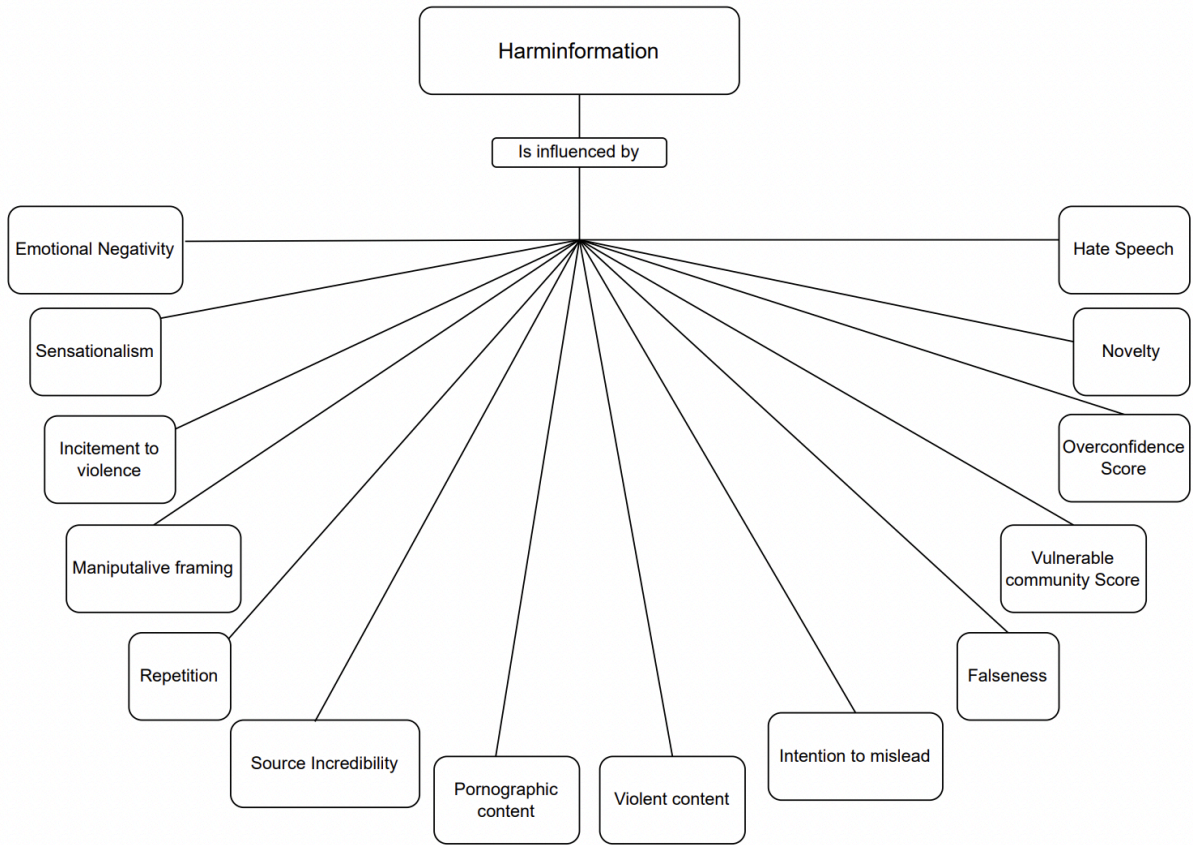 Harminformation
Is influenced by
Emotional Negativity
Hate Speech
Sensationalism
Novelty
Incitement to
violence
Overconfidence
Score
Maniputalive framing
Vulnerable
community Score
Repetition
Falseness
Source Incredibility
Intention to mislead
Pornographic
content
Violent content